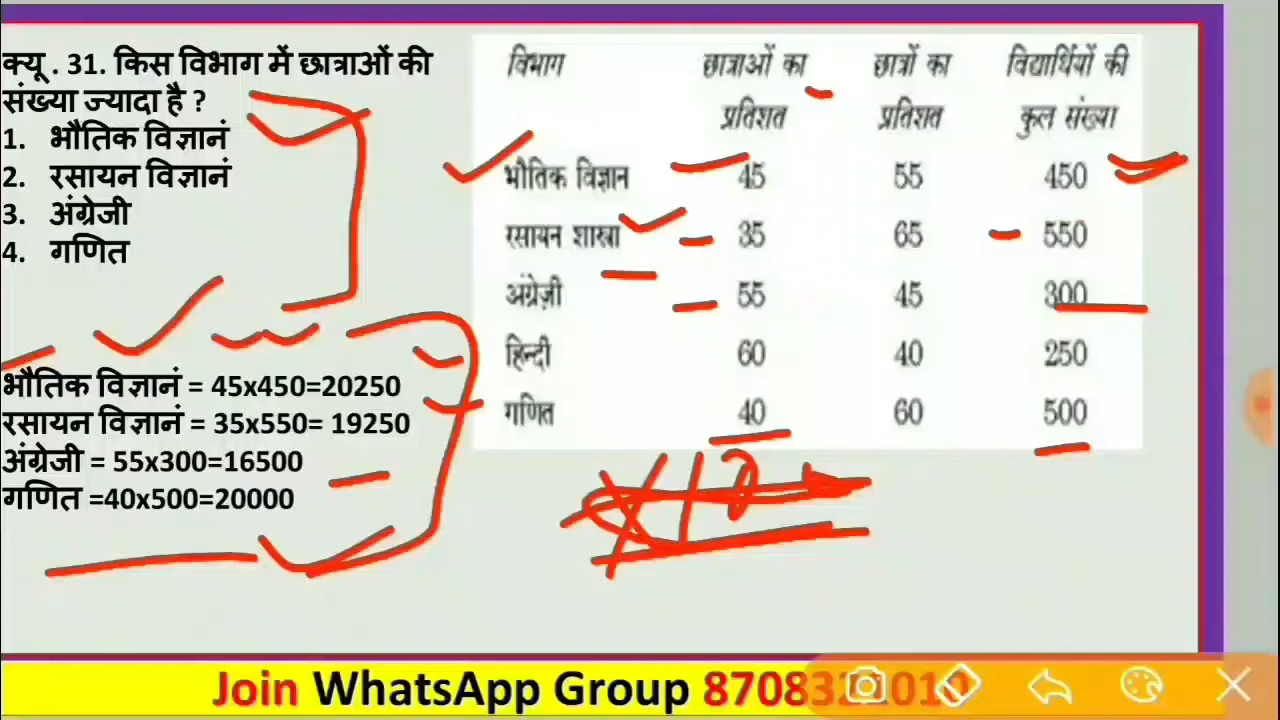 क्यू . 31. किस विभाग में छात्राओं की
संख्या ज्यादा है ?
1. भौतिक विज्ञानं
2. रसायन विज्ञानं
3. अंग्रेजी
4. गणित
भौतिक विज्ञानं = 45x450=20250
रसायन विज्ञानं = 35x550= 19250
अंग्रेजी = 55x300=16500
गणित =40x500=20000
विभाग छात्राओं का छात्रों का विद्यार्थियों की
प्रतिशत प्रतिशत कुल संख्या
भौतिक विज्ञान 45 55 450
रसायन शास्त्रा 35 65 550
अंग्रेज़ी 55 45 300
हिन्दी 60 40 250
गणित 40 60 500
Join WhatsApp Group